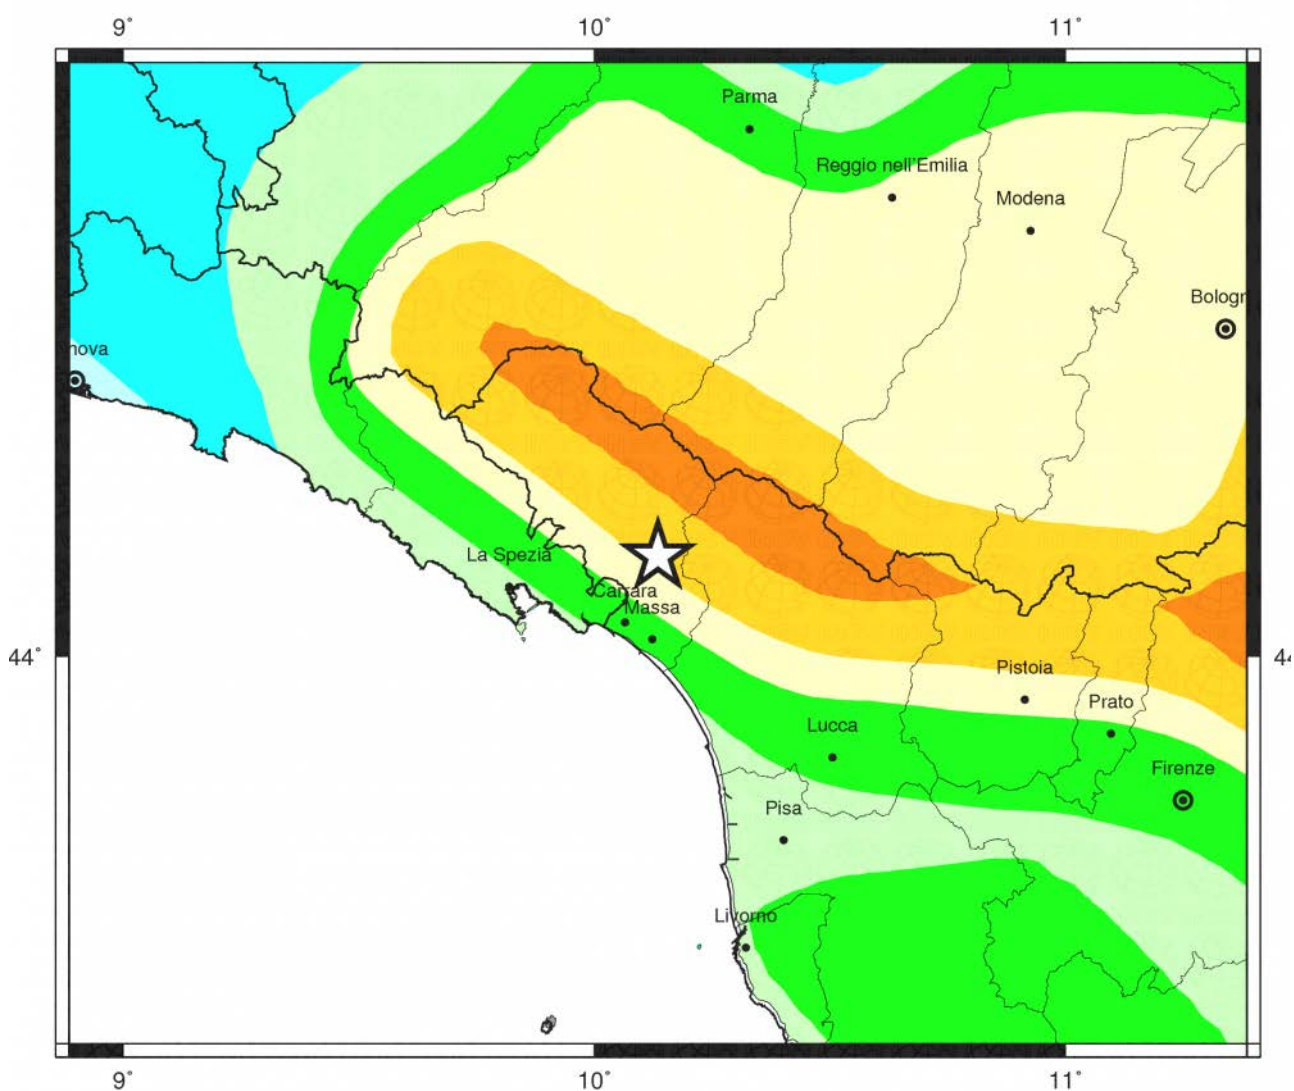 9°
10°
11°
Parma
Reggio nell'Emilia
Modena
Bologn
nova
La Spezia
Carrara
Massa
44°
44
Pistoia
Prato
Lucca
Firenze
Pisa
Livorno
9°
10°
11°